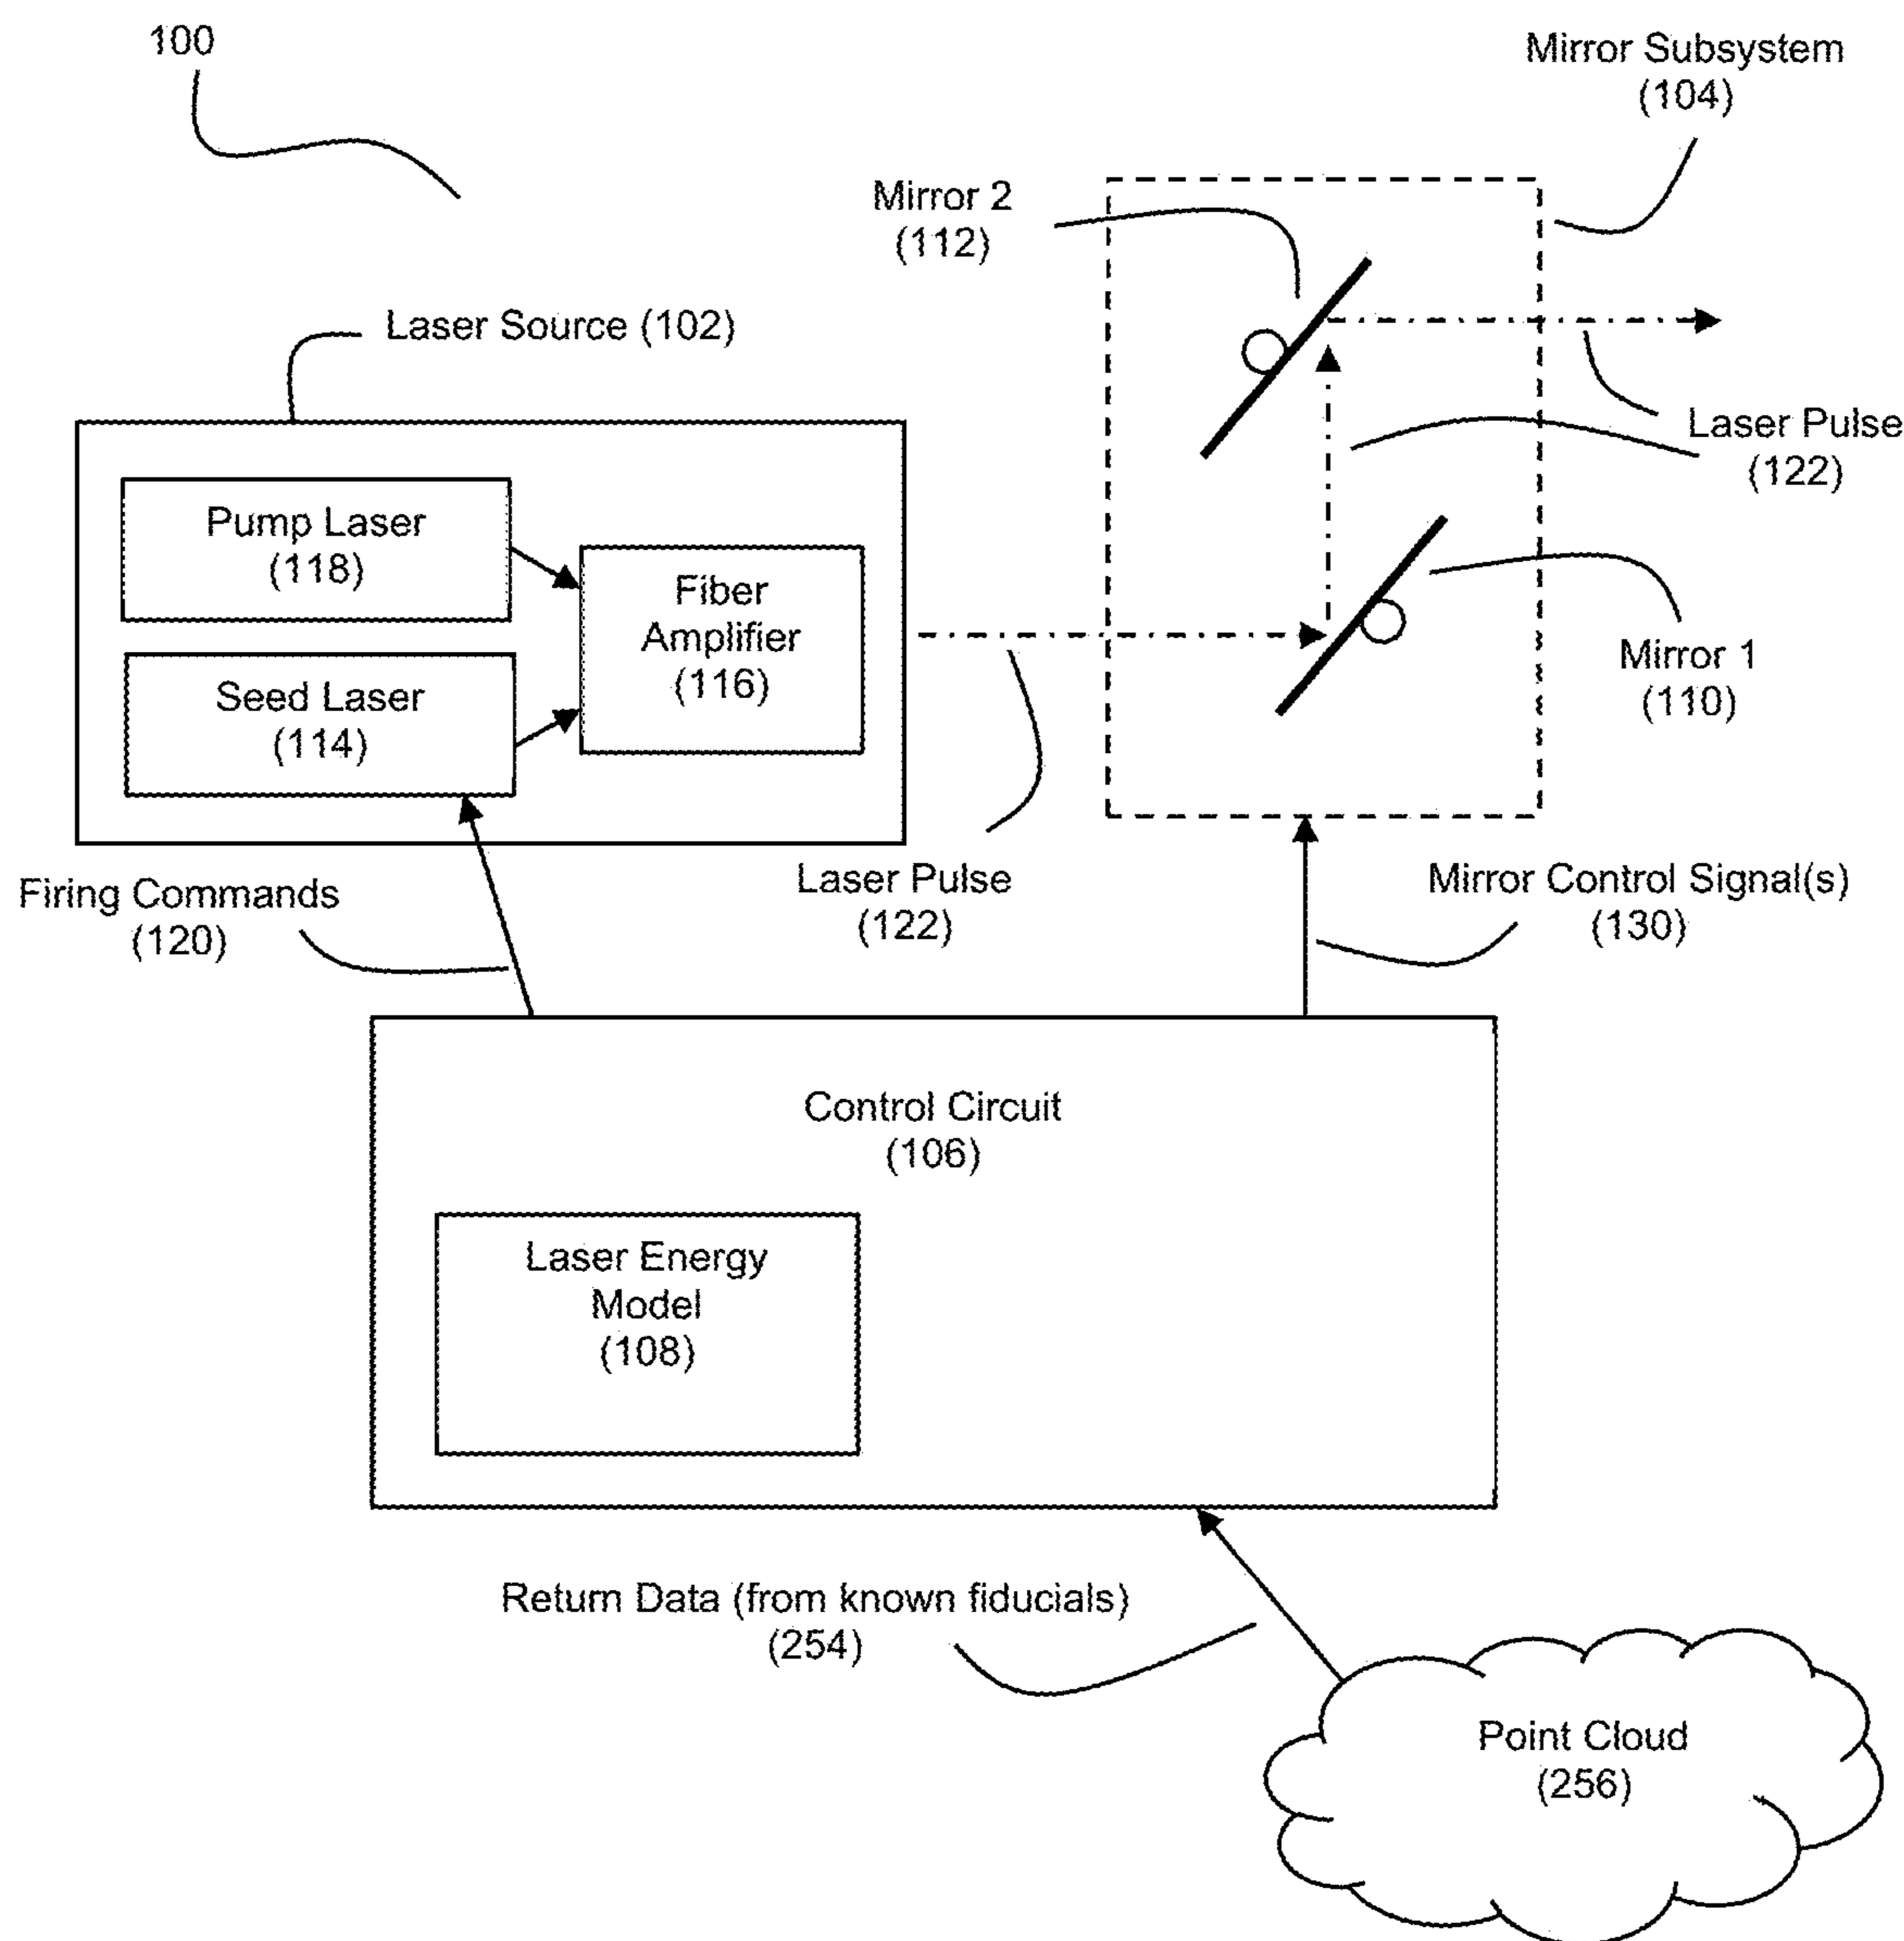 100
Mirror Subsystem
(104)
Mirror 2
(112)
Laser Source (102)
Laser Pulse
(122)
Pump Laser
(118)
Fiber
Amplifier
(116)
Seed Laser
(114)
Mirror 1
(110)
Firing Commands
(120)
Laser Pulse
(122)
Mirror Control Signal(s)
(130)
Control Circuit
(106)
Laser Energy
Model
(108)
Return Data (from known fiducials)
(254)
Point Cloud
(256)